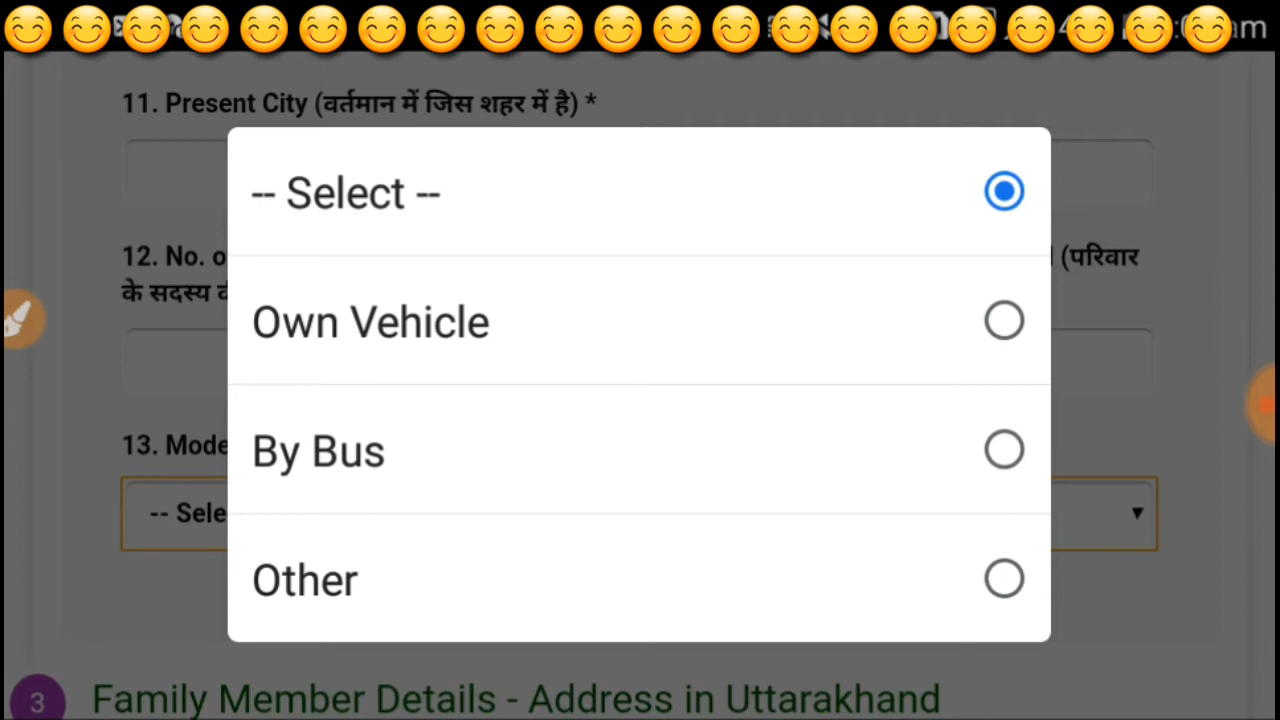 am
11. Present City (वर्तमान में जिस शहर में है) *
-- Select --
12. No. (परिवार
के सदस्य
Own Vehicle
By Bus
13. Mode
-- Sele
Other
3 Family Member Details - Address in Uttarakhand